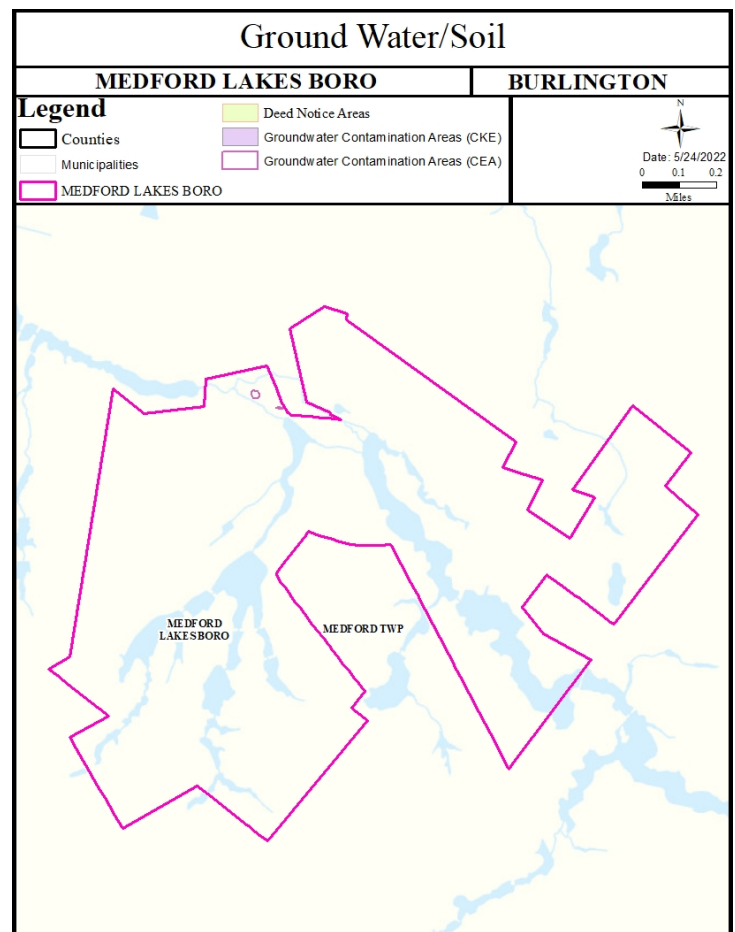 Ground Water/Soil
MEDFORD LAKES BORO
BURLINGTON
Legend
Counties
Municipalities
MEDFORD LAKES BORO
Deed Notice Areas
Groundwater Contamination Areas (CKE)
Groundwater Contamination Areas (CEA)
N
Date: 5/24/2022
0 0.1 0.2
Miles
MEDFORD
LAKES BORO
MEDFORD TWP